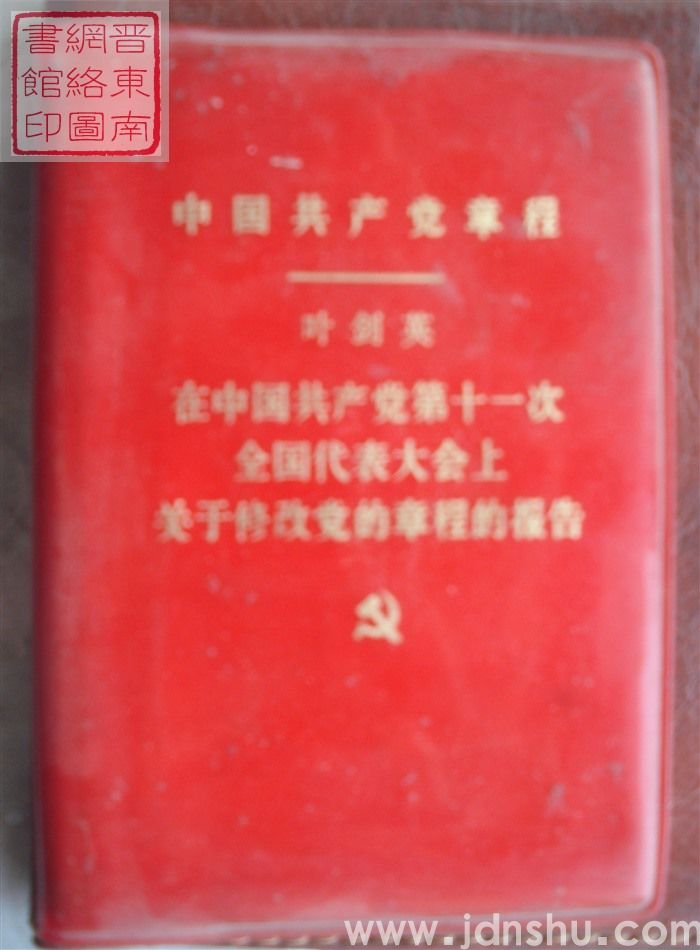 晋東南
網絡圖
書館印
中国共产党章程
叶剑英
在中国共产党第十一次
全国代表大会上
关于修改党的章程的报告
www.jdnshu.com